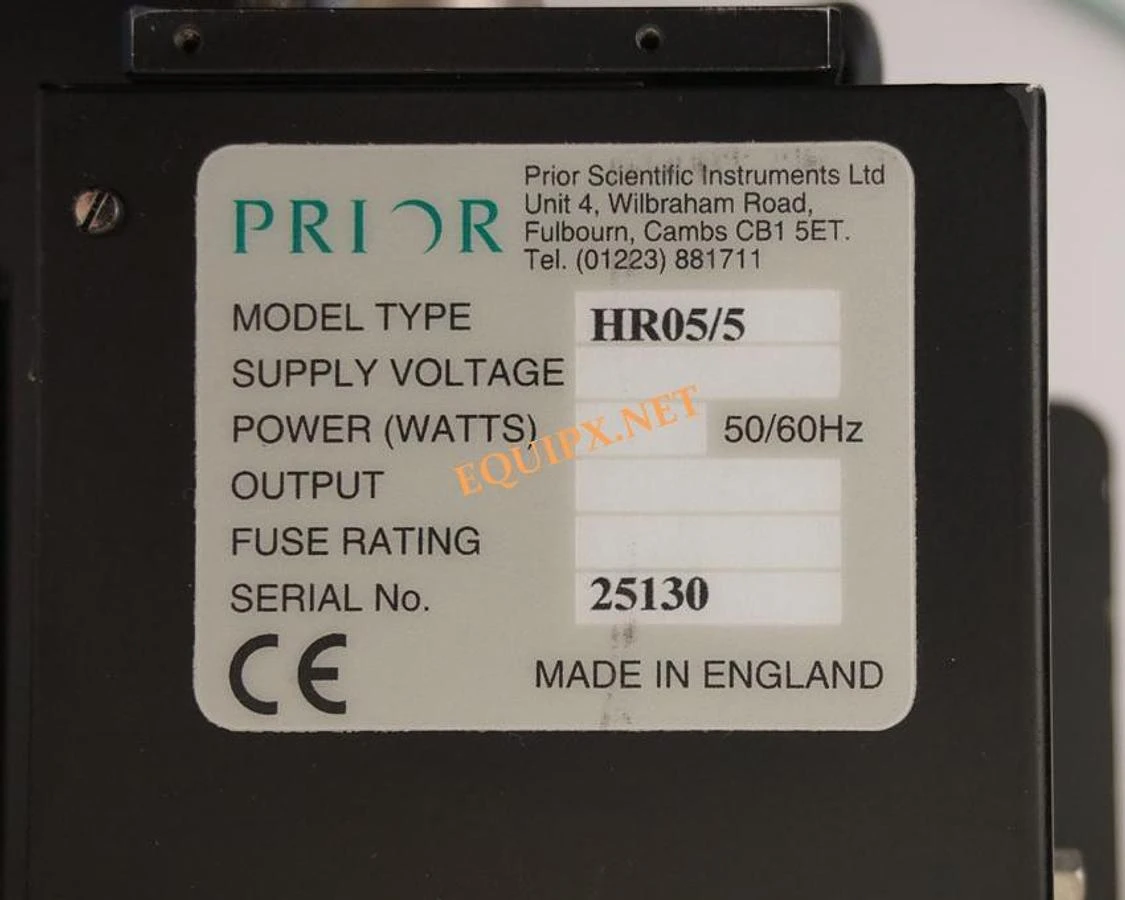 PRIOR
Prior Scientific Instruments Ltd
Unit 4, Wilbraham Road,
Fulbourn, Cambs CB1 5ET.
Tel. (01223) 881711
MODEL TYPE HR05/5
SUPPLY VOLTAGE
POWER (WATTS) 50/60Hz
EQUIPX.NET
OUTPUT
FUSE RATING
SERIAL No. 25130
CE MADE IN ENGLAND